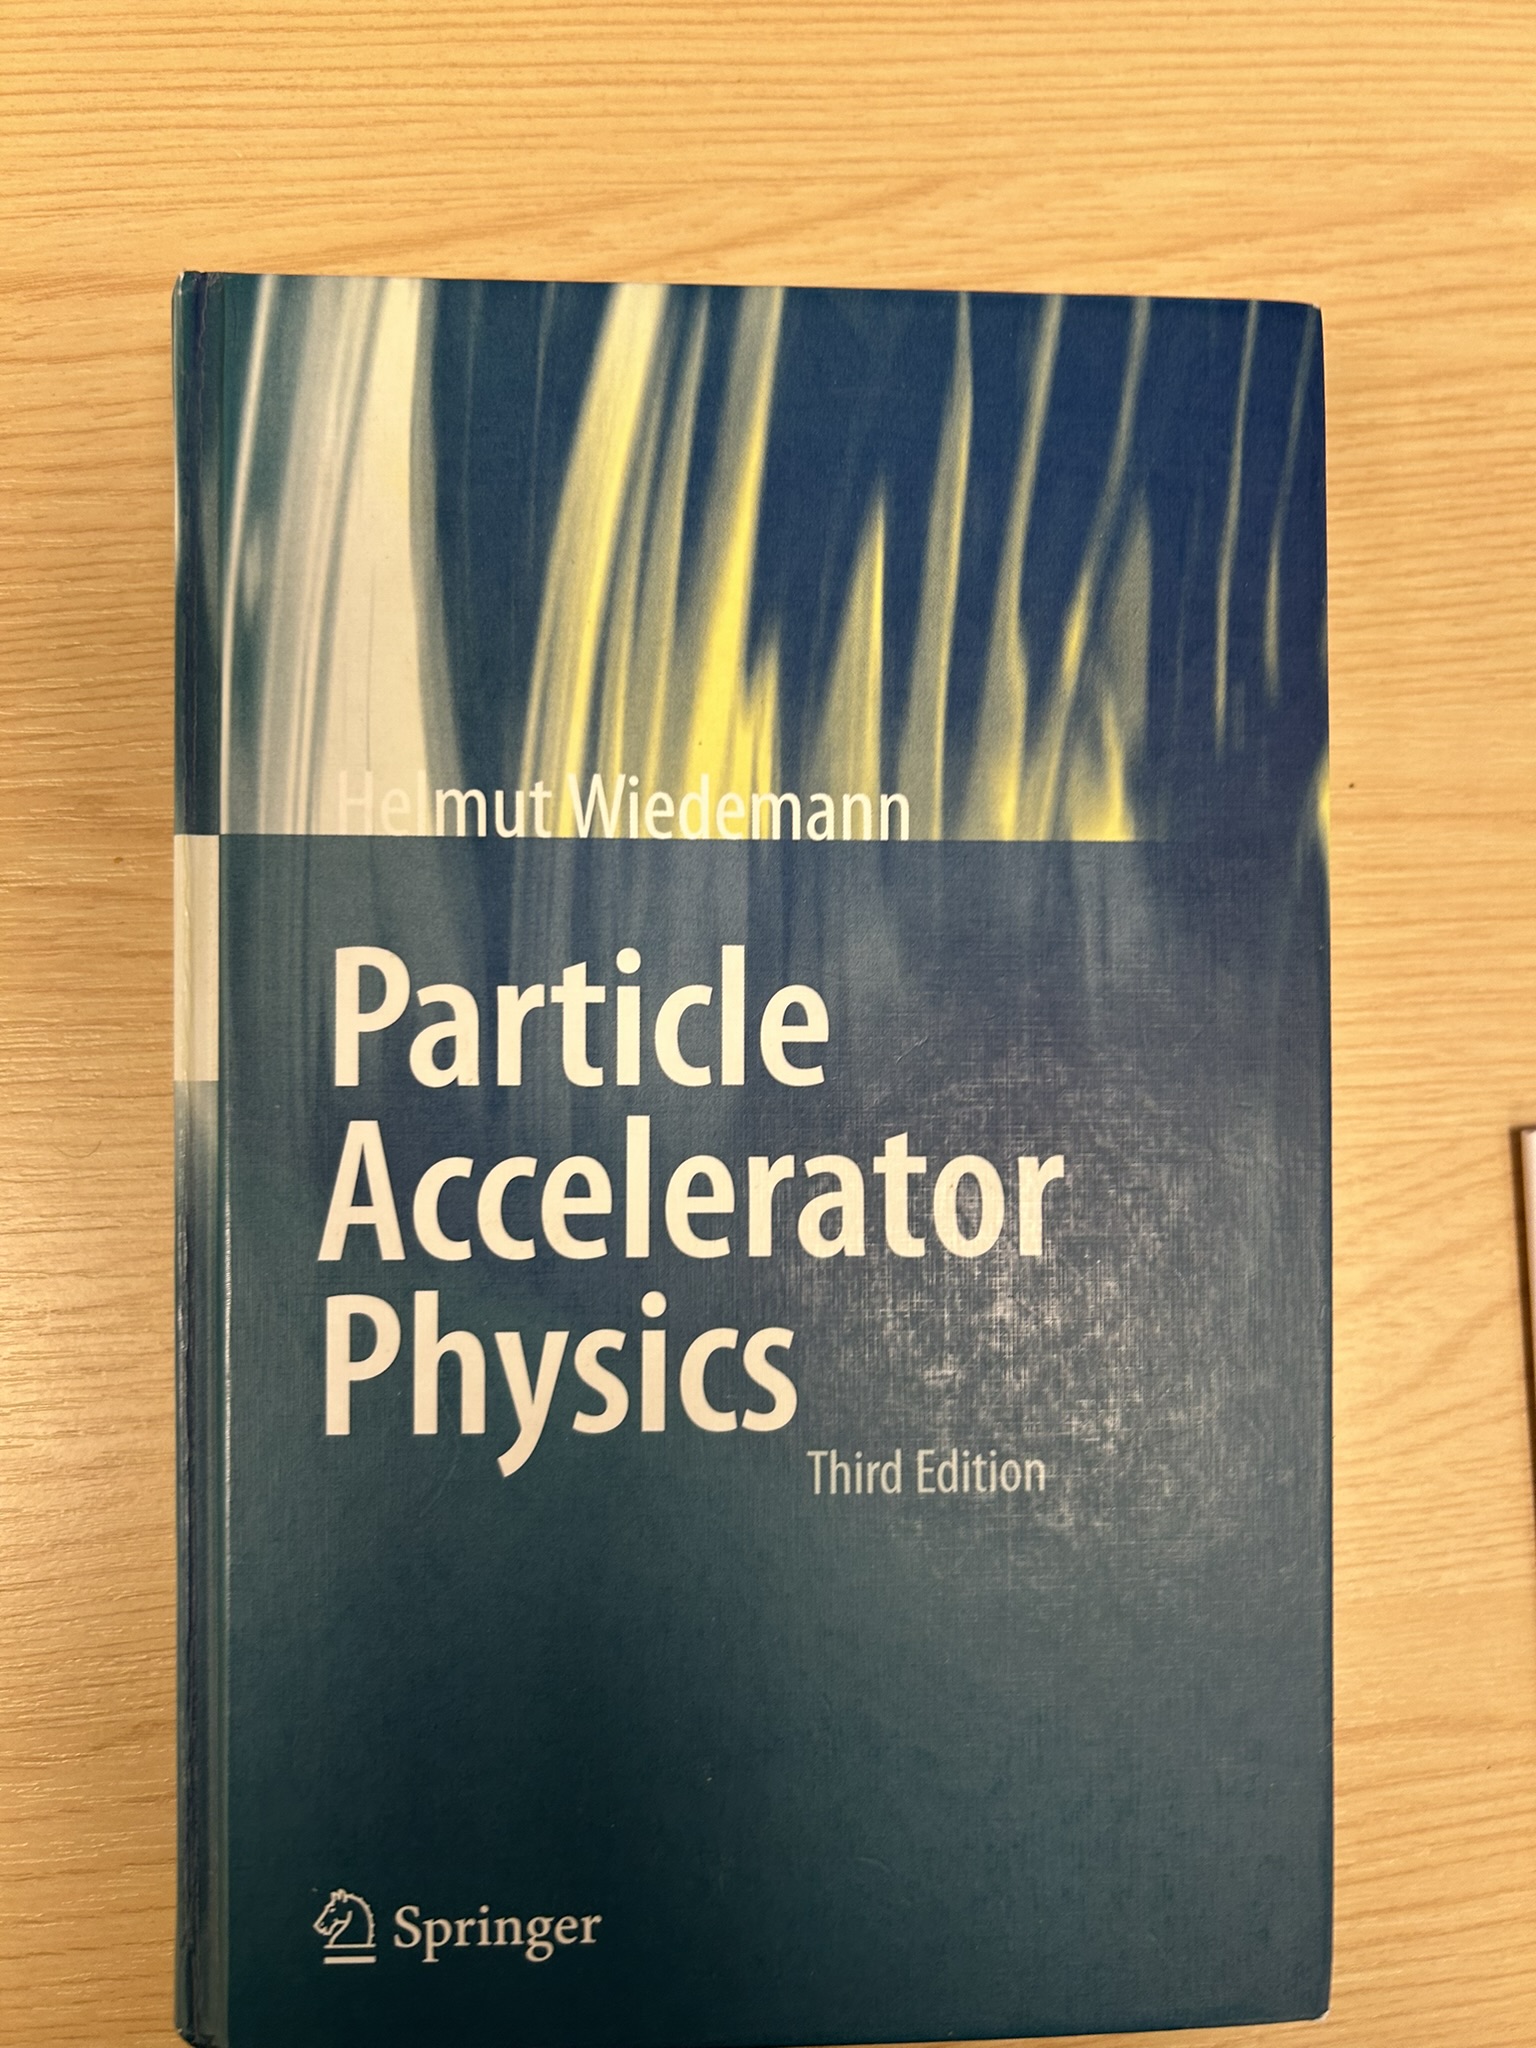 Helmut Wiedemann
Particle
Accelerator
Physics
Third Edition
Springer